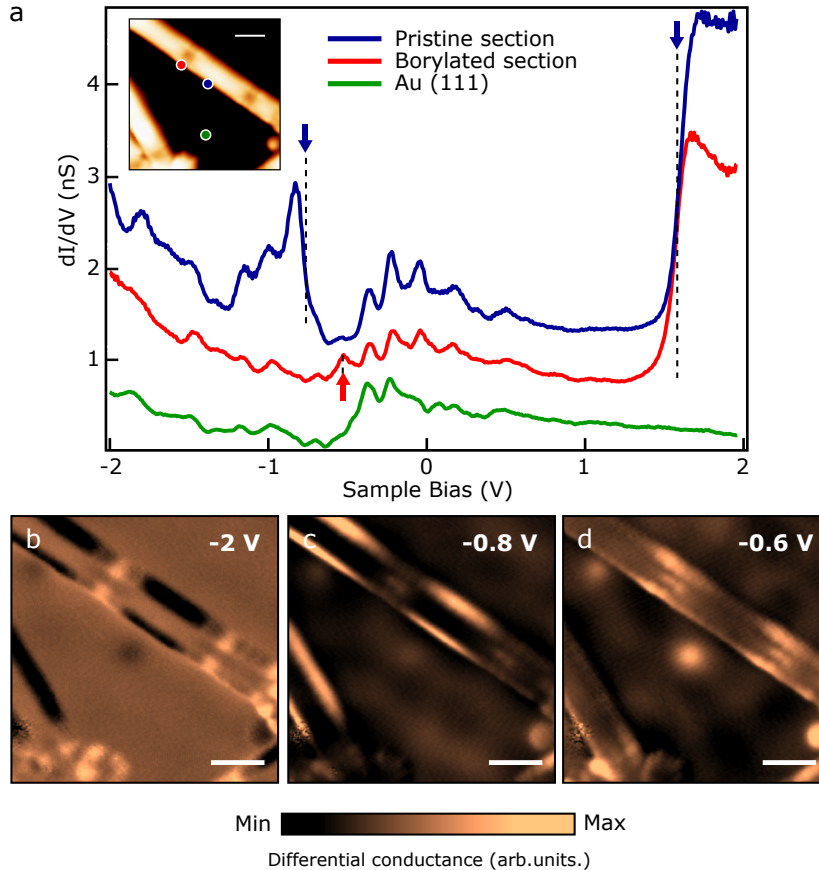 a
Pristine section
Borylated section
Au (111)
4
3
2
1
dI/dV (nS)
-2
-1
0
1
2
Sample Bias (V)
b
-2 V
c
-0.8 V
d
-0.6 V
Min
Max
Differential conductance (arb.units.)